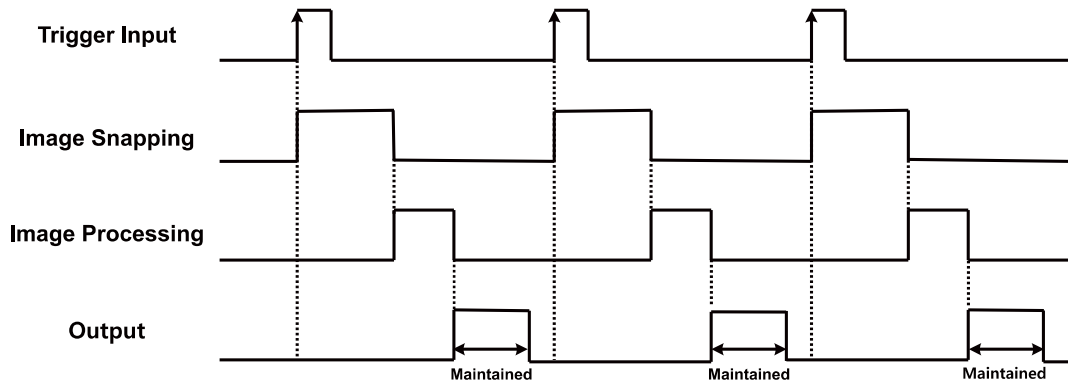 Trigger Input
Image Snapping
Image Processing
Output
Maintained
Maintained
Maintained